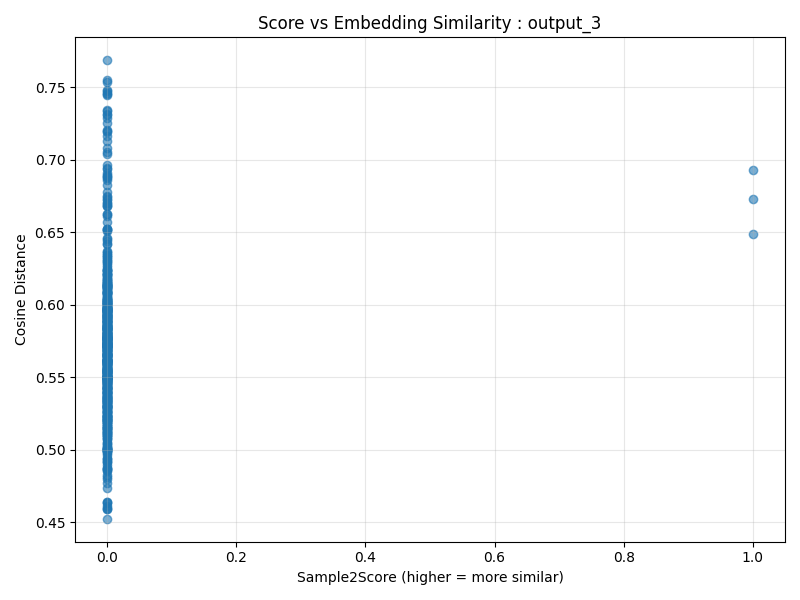 Score vs Embedding Similarity : output_3
Cosine Distance
0.75
0.70
0.65
0.60
0.55
0.50
0.45
0.0 0.2 0.4 0.6 0.8 1.0
Sample2Score (higher = more similar)